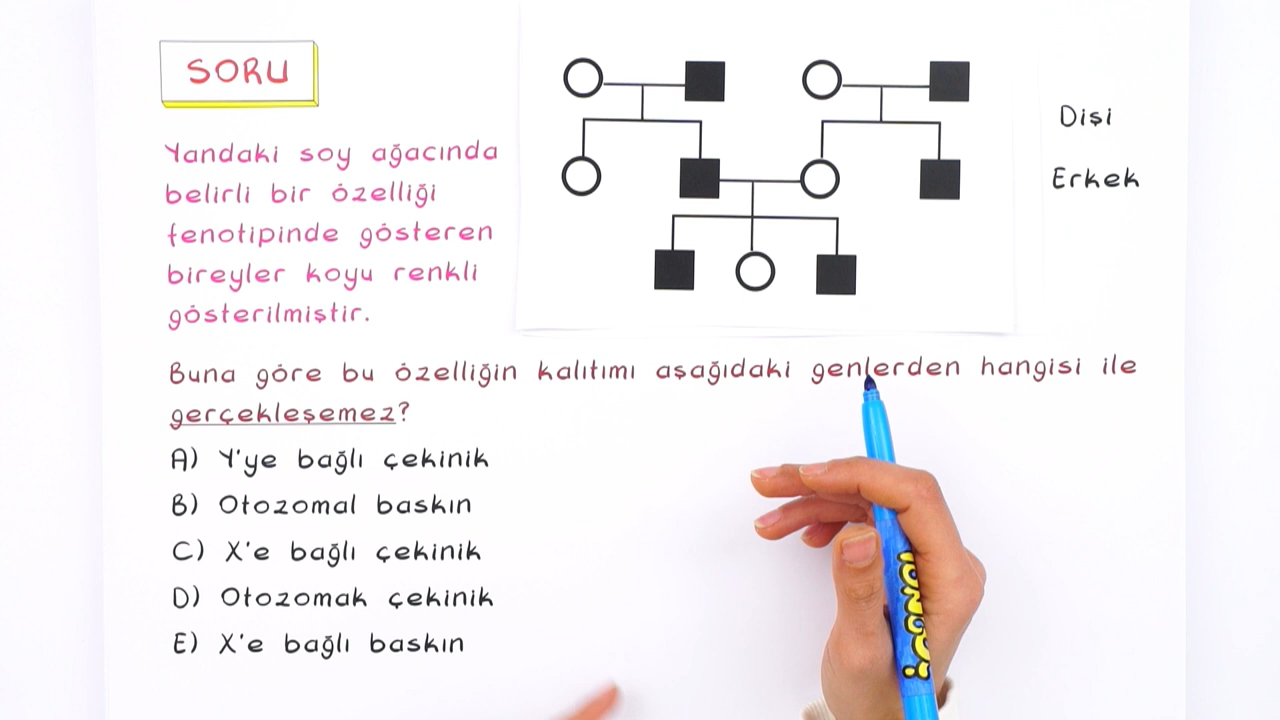 SORU
Yandaki soy ağacında
belirli bir özelliği
fenotipinde gösteren
bireyler koyu renkli
gösterilmiştir.
Dişi
Erkek
Buna göre bu özelliğin kalıtımı aşağıdaki genlerden hangisi ile
gerçekleşemez?
A) Y'ye bağlı çekinik
B) Otozomal baskın
C) X'e bağlı çekinik
D) Otozomak çekinik
E) X'e bağlı baskın